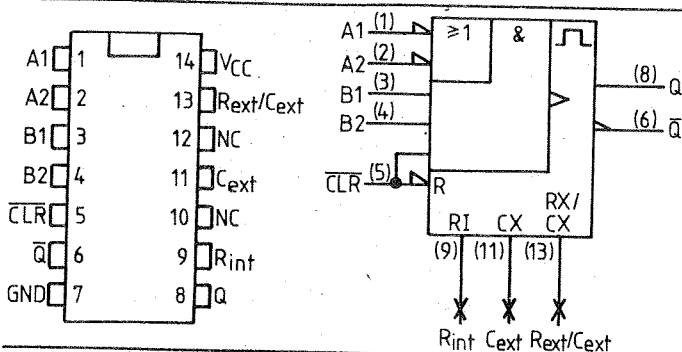 A1 1 14 VCC
A2 2 13 Rext/Cext
B1 3 12 NC
B2 4 11 Cext
CLR 5 10 NC
Q 6 9 Rint
GND 7 8 Q
A1 (1) ≥1 &
A2 (2)
B1 (3) (8) Q
B2 (4) (6) Q
CLR (5) R
RX/
RI CX CX
(9) (11) (13)
Rint Cext Rext/Cext